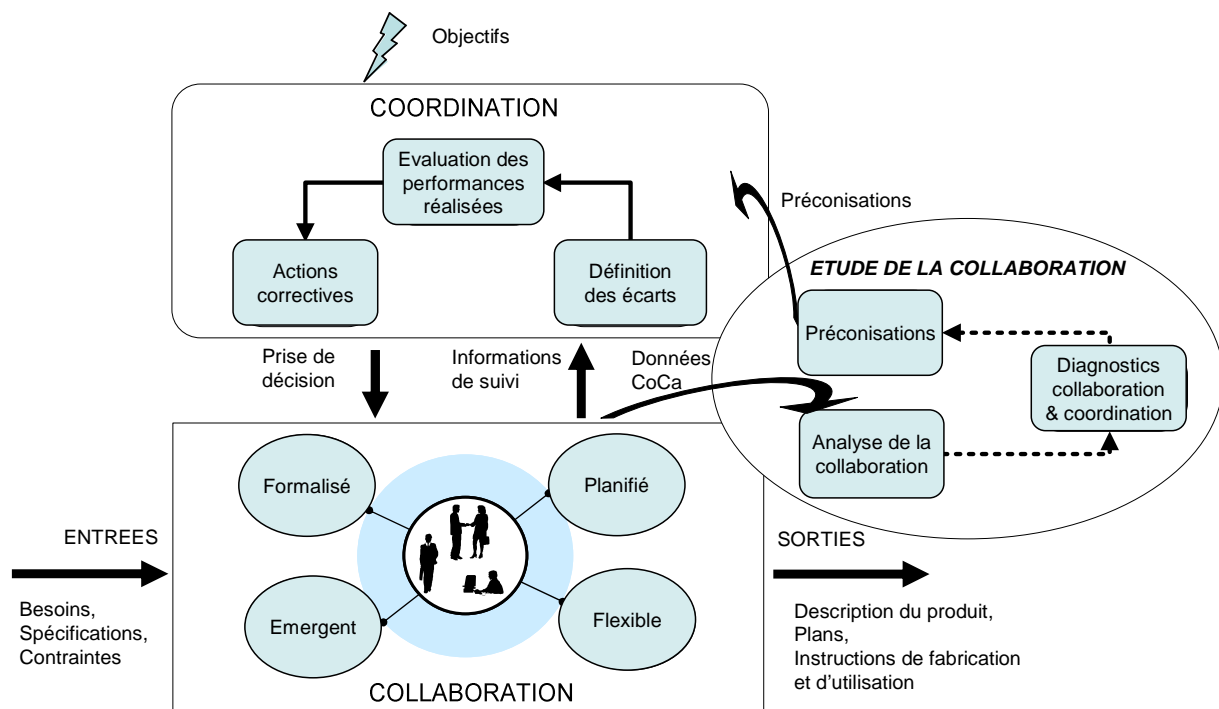 Objectifs
COORDINATION
Evaluation des
performances
réalisées
Actions
correctives
Définition
des écarts
Préconisations
ETUDE DE LA COLLABORATION
Préconisations
Diagnostics
collaboration
& coordination
Analyse de la
collaboration
Prise de
décision
Informations
de suivi
Données
CoCa
Formalisé
Planifié
Emergent
Flexible
COLLABORATION
ENTREES
Besoins,
Spécifications,
Contraintes
SORTIES
Description du produit,
Plans,
Instructions de fabrication
et d'utilisation